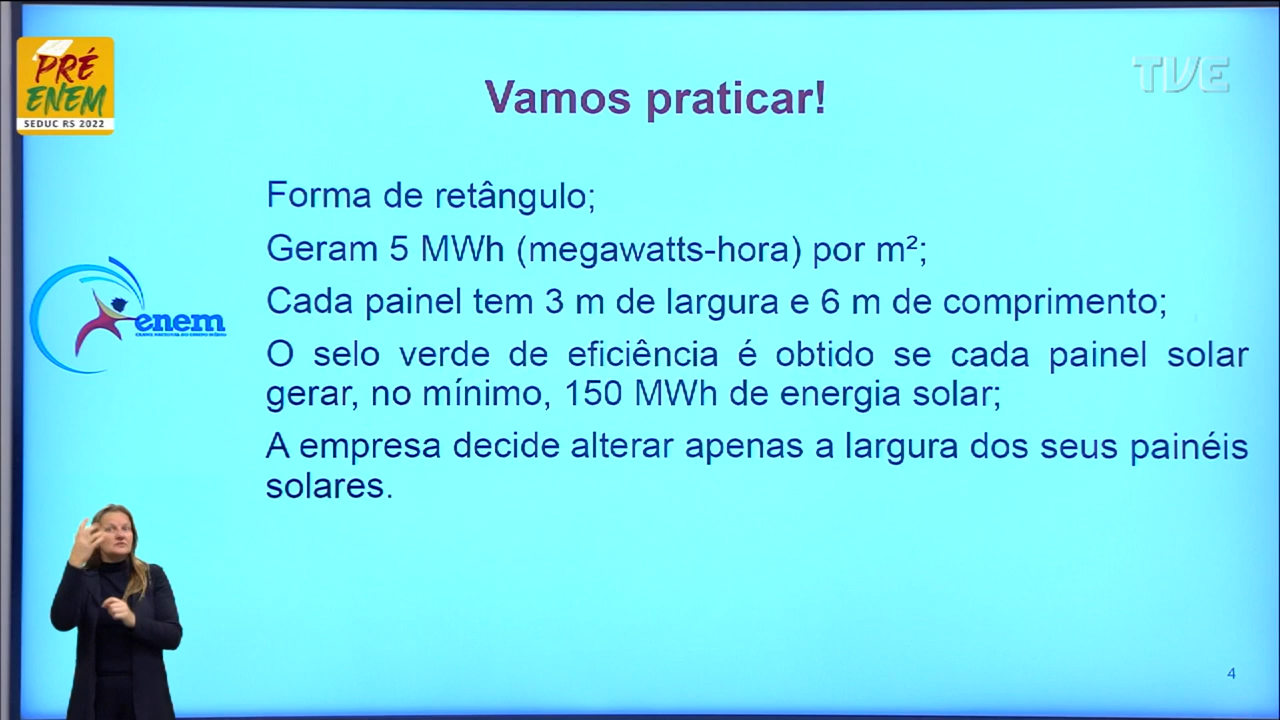 PRÉ
ENEM
SEDUC RS 2022
TVE
Vamos praticar!
Forma de retângulo;
Geram 5 MWh (megawatts-hora) por m²;
Cada painel tem 3 m de largura e 6 m de comprimento;
O selo verde de eficiência é obtido se cada painel solar
gerar, no mínimo, 150 MWh de energia solar;
A empresa decide alterar apenas a largura dos seus painéis
solares.
enem
4